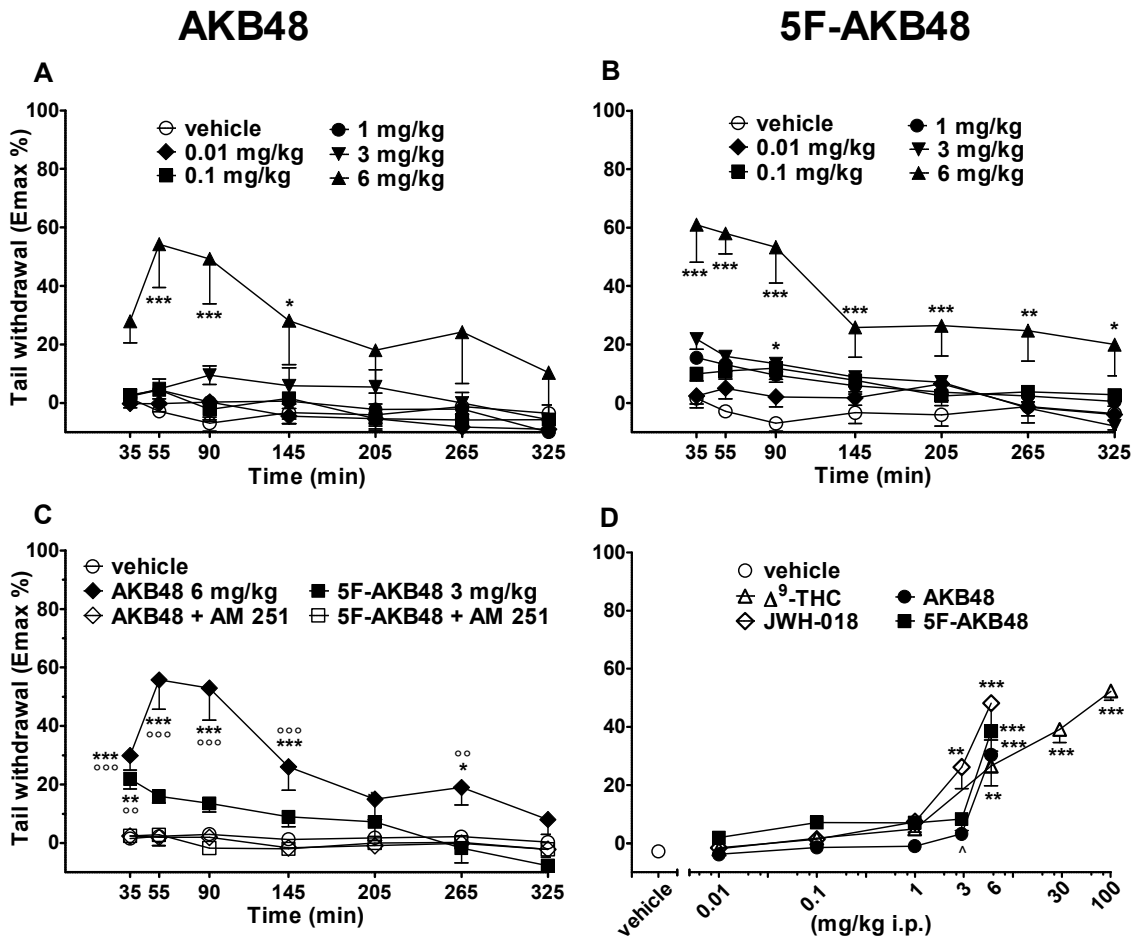 AKB48
5F-AKB48
A
B
100
80
60
40
20
0
Tail withdrawal (Emax %)
vehicle
0.01 mg/kg
0.1 mg/kg
1 mg/kg
3 mg/kg
6 mg/kg
***
***
*
35 55 90 145 205 265 325
Time (min)
100
80
60
40
20
0
vehicle
0.01 mg/kg
0.1 mg/kg
1 mg/kg
3 mg/kg
6 mg/kg
***
***
***
*
***
***
**
*
35 55 90 145 205 265 325
Time (min)
C
D
100
80
60
40
20
0
Tail withdrawal (Emax %)
vehicle
AKB48 6 mg/kg
AKB48 + AM 251
5F-AKB48 3 mg/kg
5F-AKB48 + AM 251
***
°°°
**
°°
***
°°°
***
°°°
°°°
***
°°
*
35 55 90 145 205 265 325
Time (min)
100
80
60
40
20
0
vehicle
Δ⁹-THC
JWH-018
AKB48
5F-AKB48
**
***
***
***
**
***
***
^
vehicle 0.01 0.1 1 3 6 30 100
(mg/kg i.p.)